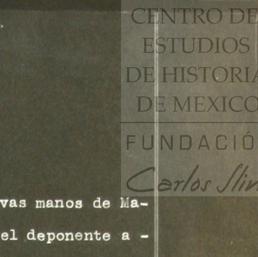 CENTRO DE
ESTUDIOS
DE HISTORIA
DE MEXICO
FUNDACIÓ
Carlos Slim
vas manos de Ma-
el deponente a -